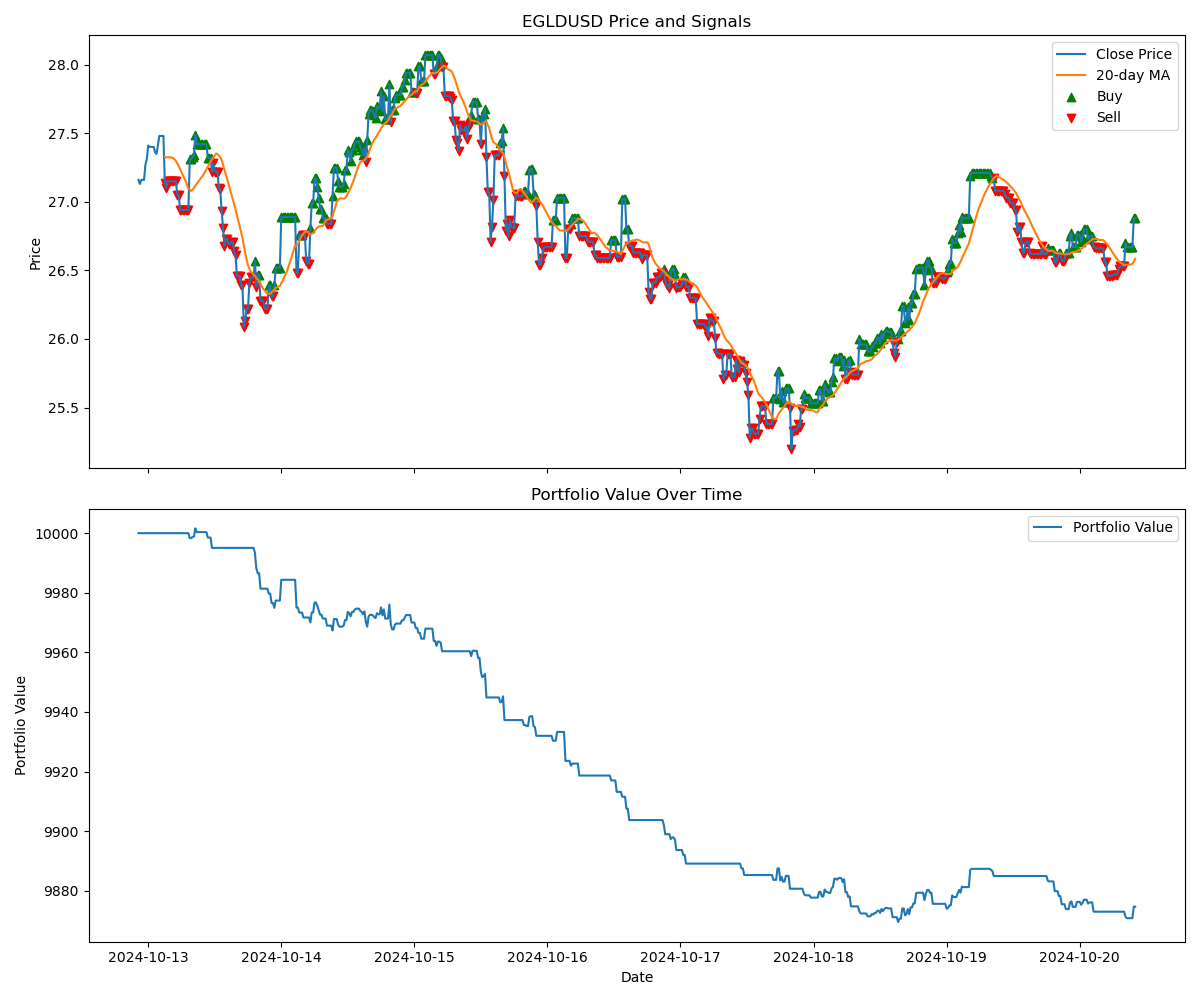 EGLDUSD Price and Signals
28.0
27.5
27.0
26.5
26.0
25.5
Price
Close Price
20-day MA
Buy
Sell
Portfolio Value Over Time
10000
9980
9960
9940
9920
9900
9880
Portfolio Value
Portfolio Value
2024-10-13 2024-10-14 2024-10-15 2024-10-16 2024-10-17 2024-10-18 2024-10-19 2024-10-20
Date